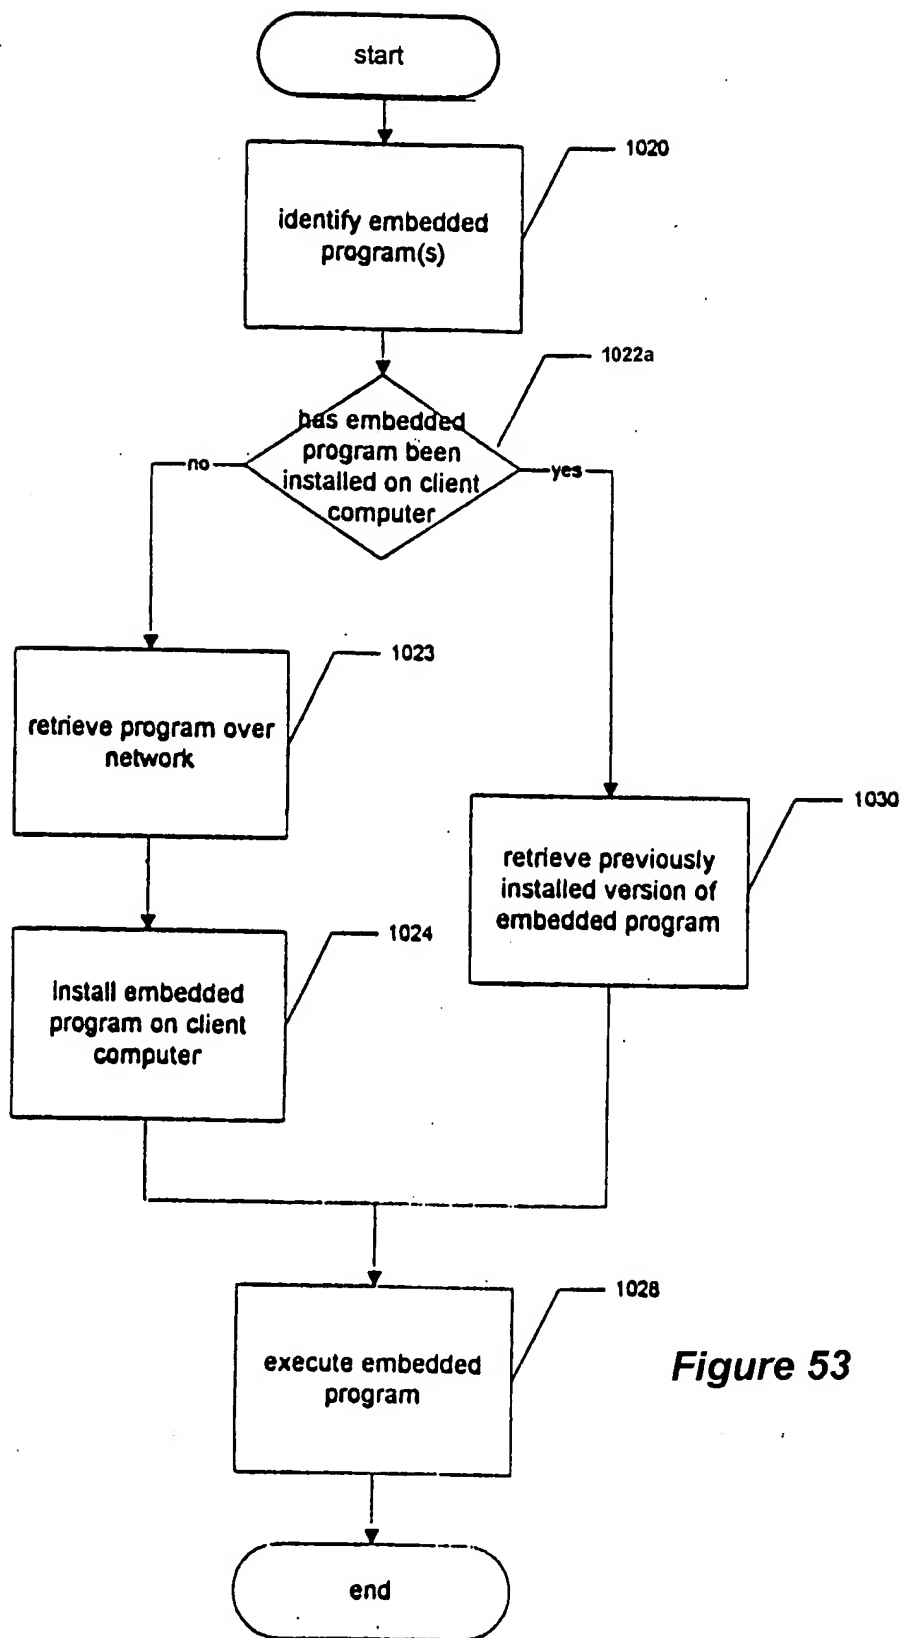 start
1020
identify embedded
program(s)
1022a
has embedded
program been
installed on client
computer
no
yes
1023
retrieve program over
network
1030
retrieve previously
installed version of
embedded program
1024
install embedded
program on client
computer
1028
execute embedded
program
Figure 53
end